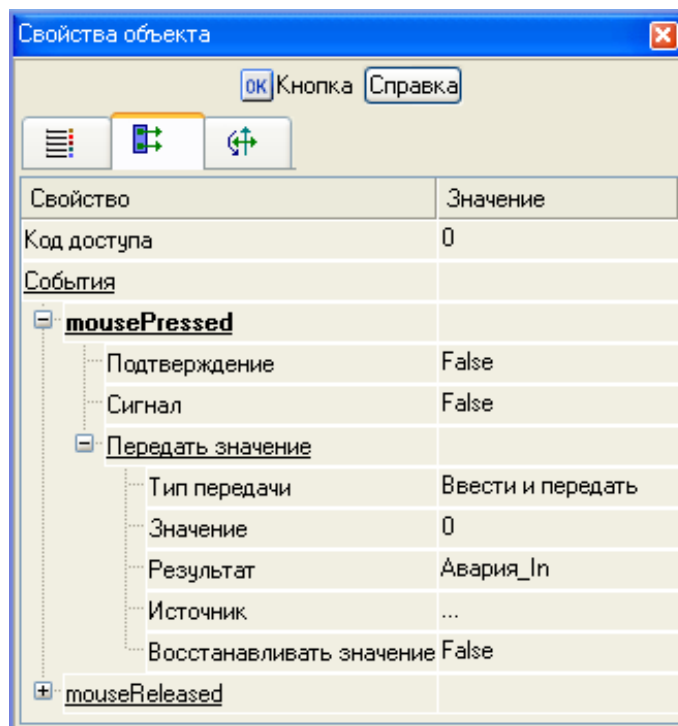 Свойства объекта
OK Кнопка Справка
Свойство Значение
Код доступа 0
События
mousePressed
Подтверждение False
Сигнал False
Передать значение
Тип передачи Ввести и передать
Значение 0
Результат Авария_In
Источник ...
Восстанавливать значение False
mouseReleased